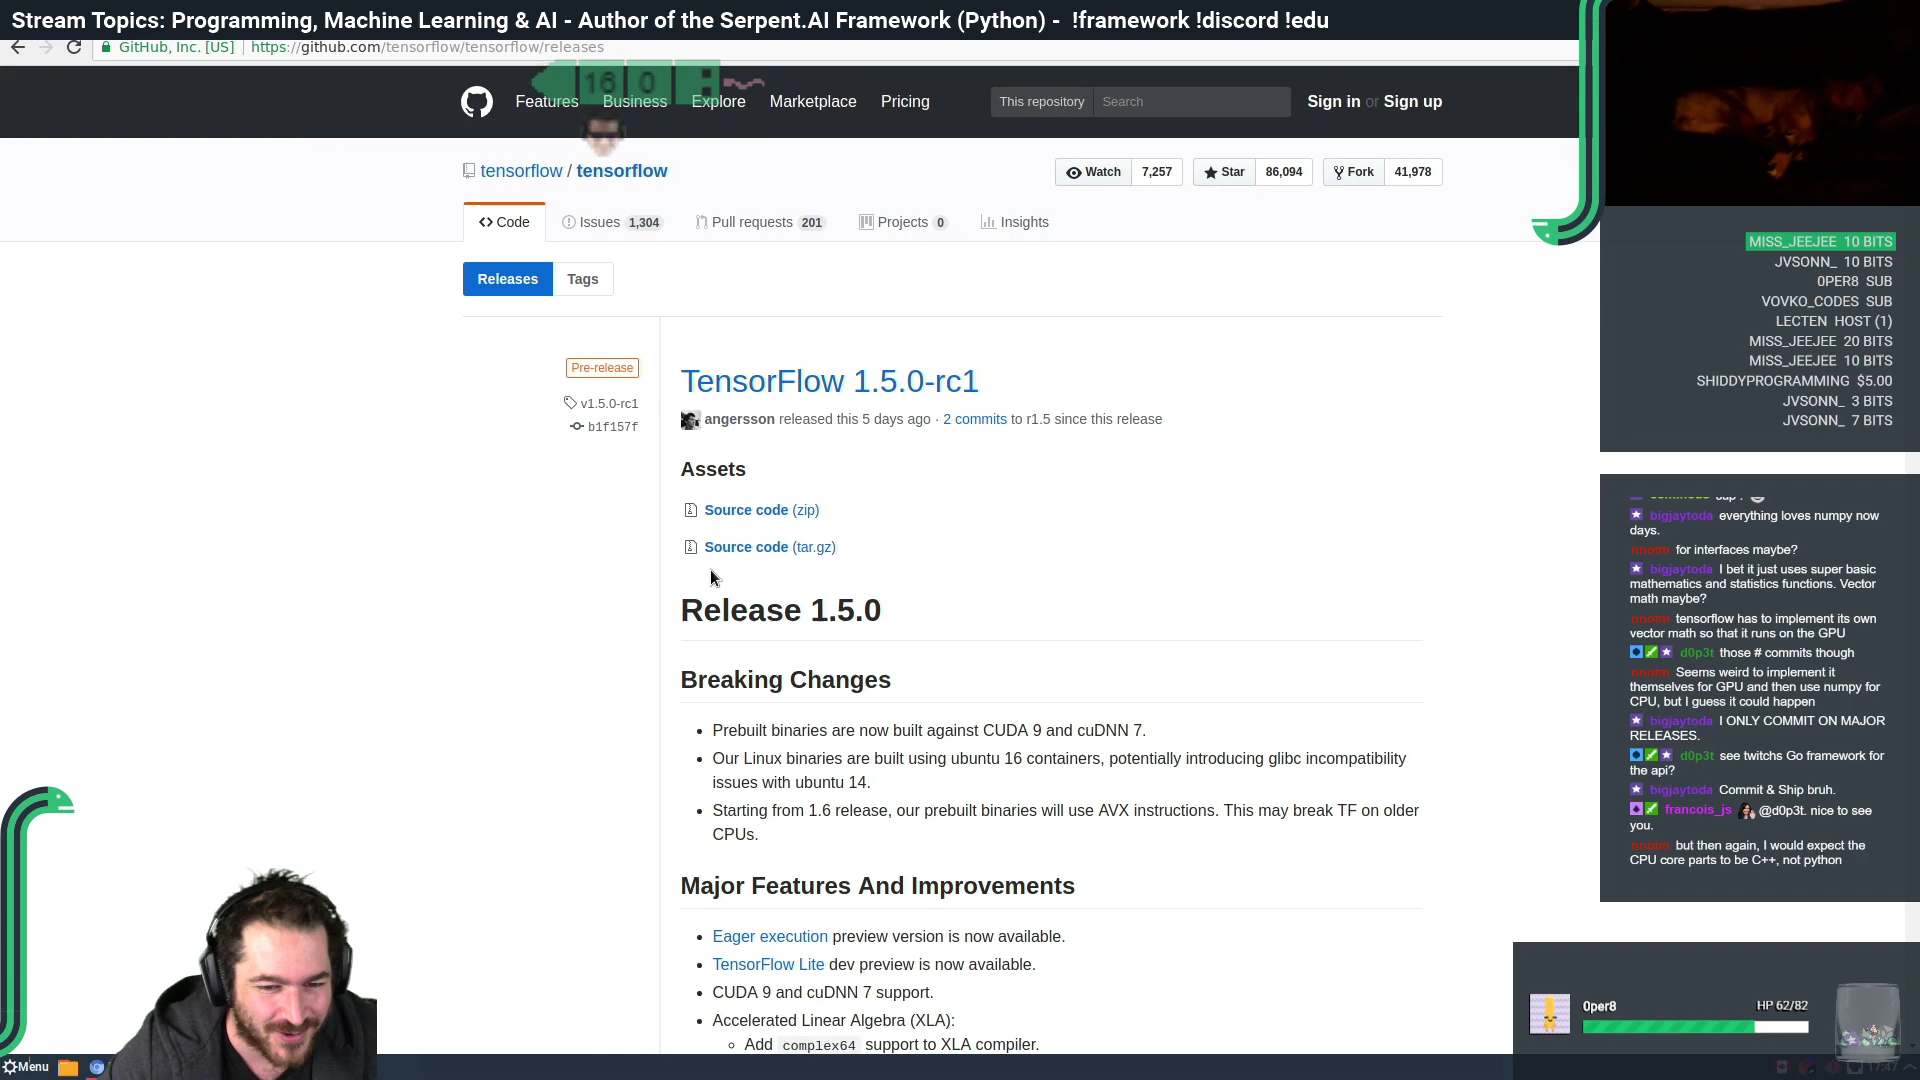 Stream Topics: Programming, Machine Learning & AI - Author of the Serpent.AI Framework (Python) -  !framework !discord !edu
GitHub, Inc. [US] | https://github.com/tensorflow/tensorflow/releases
16 0 :
Features Business Explore Marketplace Pricing This repository Search Sign in or Sign up
tensorflow / tensorflow
Watch 7,257 Star 86,094 Fork 41,978
<> Code Issues 1,304 Pull requests 201 Projects 0 Insights
Releases Tags
Pre-release
v1.5.0-rc1
b1f157f
TensorFlow 1.5.0-rc1
angersson released this 5 days ago · 2 commits to r1.5 since this release
Assets
Source code (zip)
Source code (tar.gz)
Release 1.5.0
Breaking Changes
• Prebuilt binaries are now built against CUDA 9 and cuDNN 7.
• Our Linux binaries are built using ubuntu 16 containers, potentially introducing glibc incompatibility
issues with ubuntu 14.
• Starting from 1.6 release, our prebuilt binaries will use AVX instructions. This may break TF on older
CPUs.
Major Features And Improvements
• Eager execution preview version is now available.
• TensorFlow Lite dev preview is now available.
• CUDA 9 and cuDNN 7 support.
• Accelerated Linear Algebra (XLA):
◦ Add complex64 support to XLA compiler.
MISS_JEEJEE 10 BITS
JVSONN_ 10 BITS
0PER8 SUB
VOVKO_CODES SUB
LECTEN HOST (1)
MISS_JEEJEE 20 BITS
MISS_JEEJEE 10 BITS
SHIDDYPROGRAMMING $5.00
JVSONN_ 3 BITS
JVSONN_ 7 BITS
bigjaytoda everything loves numpy now
days.
nnotm for interfaces maybe?
bigjaytoda I bet it just uses super basic
mathematics and statistics functions. Vector
math maybe?
nnotm tensorflow has to implement its own
vector math so that it runs on the GPU
d0p3t those # commits though
nnotm Seems weird to implement it
themselves for GPU and then use numpy for
CPU, but I guess it could happen
bigjaytoda I ONLY COMMIT ON MAJOR
RELEASES.
d0p3t see twitchs Go framework for
the api?
bigjaytoda Commit & Ship bruh.
francois_js @d0p3t. nice to see
you.
nnotm but then again, I would expect the
CPU core parts to be C++, not python
0per8 HP 62/82
Menu
17:47